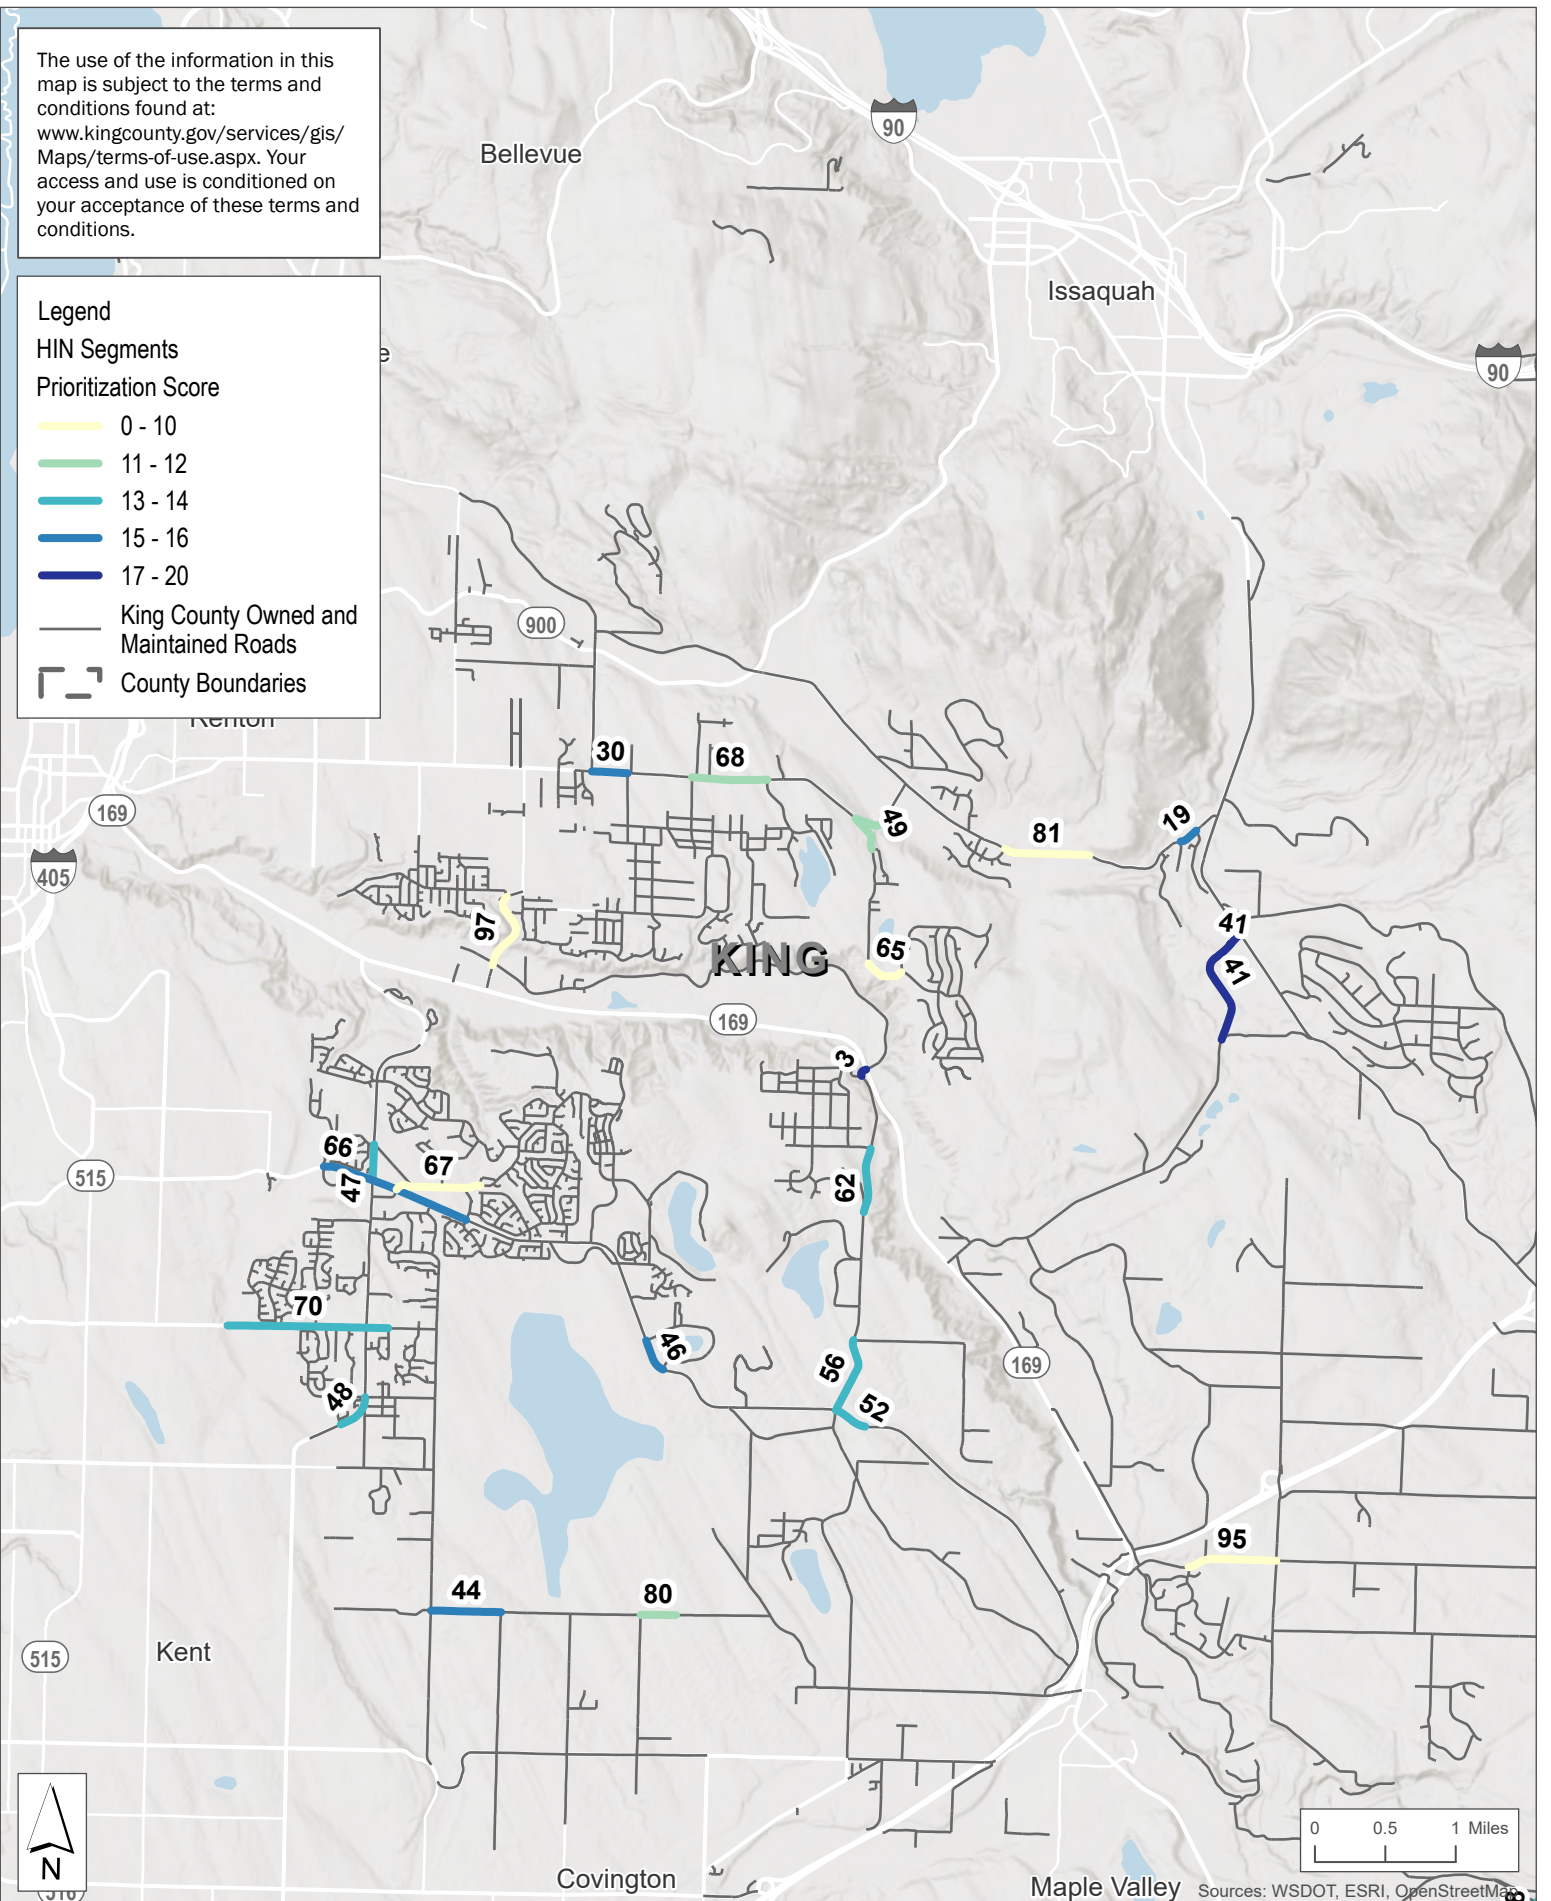 The use of the information in this
map is subject to the terms and
conditions found at:
www.kingcounty.gov/services/gis/
Maps/terms-of-use.aspx. Your
access and use is conditioned on
your acceptance of these terms and
conditions.
Legend
HIN Segments
Prioritization Score
0 - 10
11 - 12
13 - 14
15 - 16
17 - 20
King County Owned and
Maintained Roads
County Boundaries
90
Bellevue
Issaquah
e
90
900
Renton
30
68
169
49
81
19
405
97
41
KING
65
41
169
3
66
67
515
47
62
70
46
169
56
48
52
95
44
80
Kent
515
N
516
Covington
Maple Valley
0 0.5 1 Miles
Sources: WSDOT, ESRI, OpenStreetMap
8